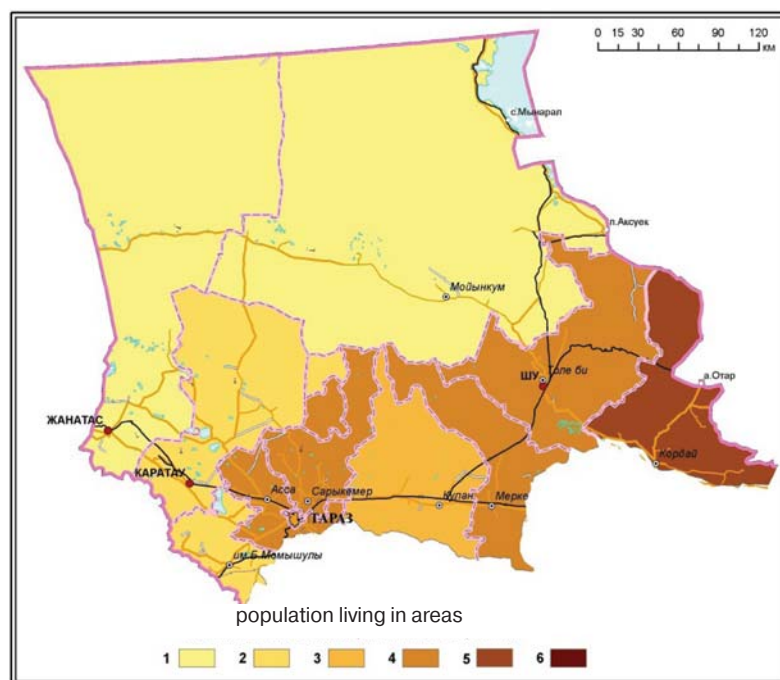 0 15 30 60 90 120
км
с.Мынарал
п.Аксуек
Мойынкум
ШУ
Толе би
а.Отар
ЖАНАТАС
КАРАТАУ
Кордай
Аса
Сарыкемер
Кулан
Мерке
ТАРАЗ
им.Б.Момышулы
population living in areas
1 2 3 4 5 6